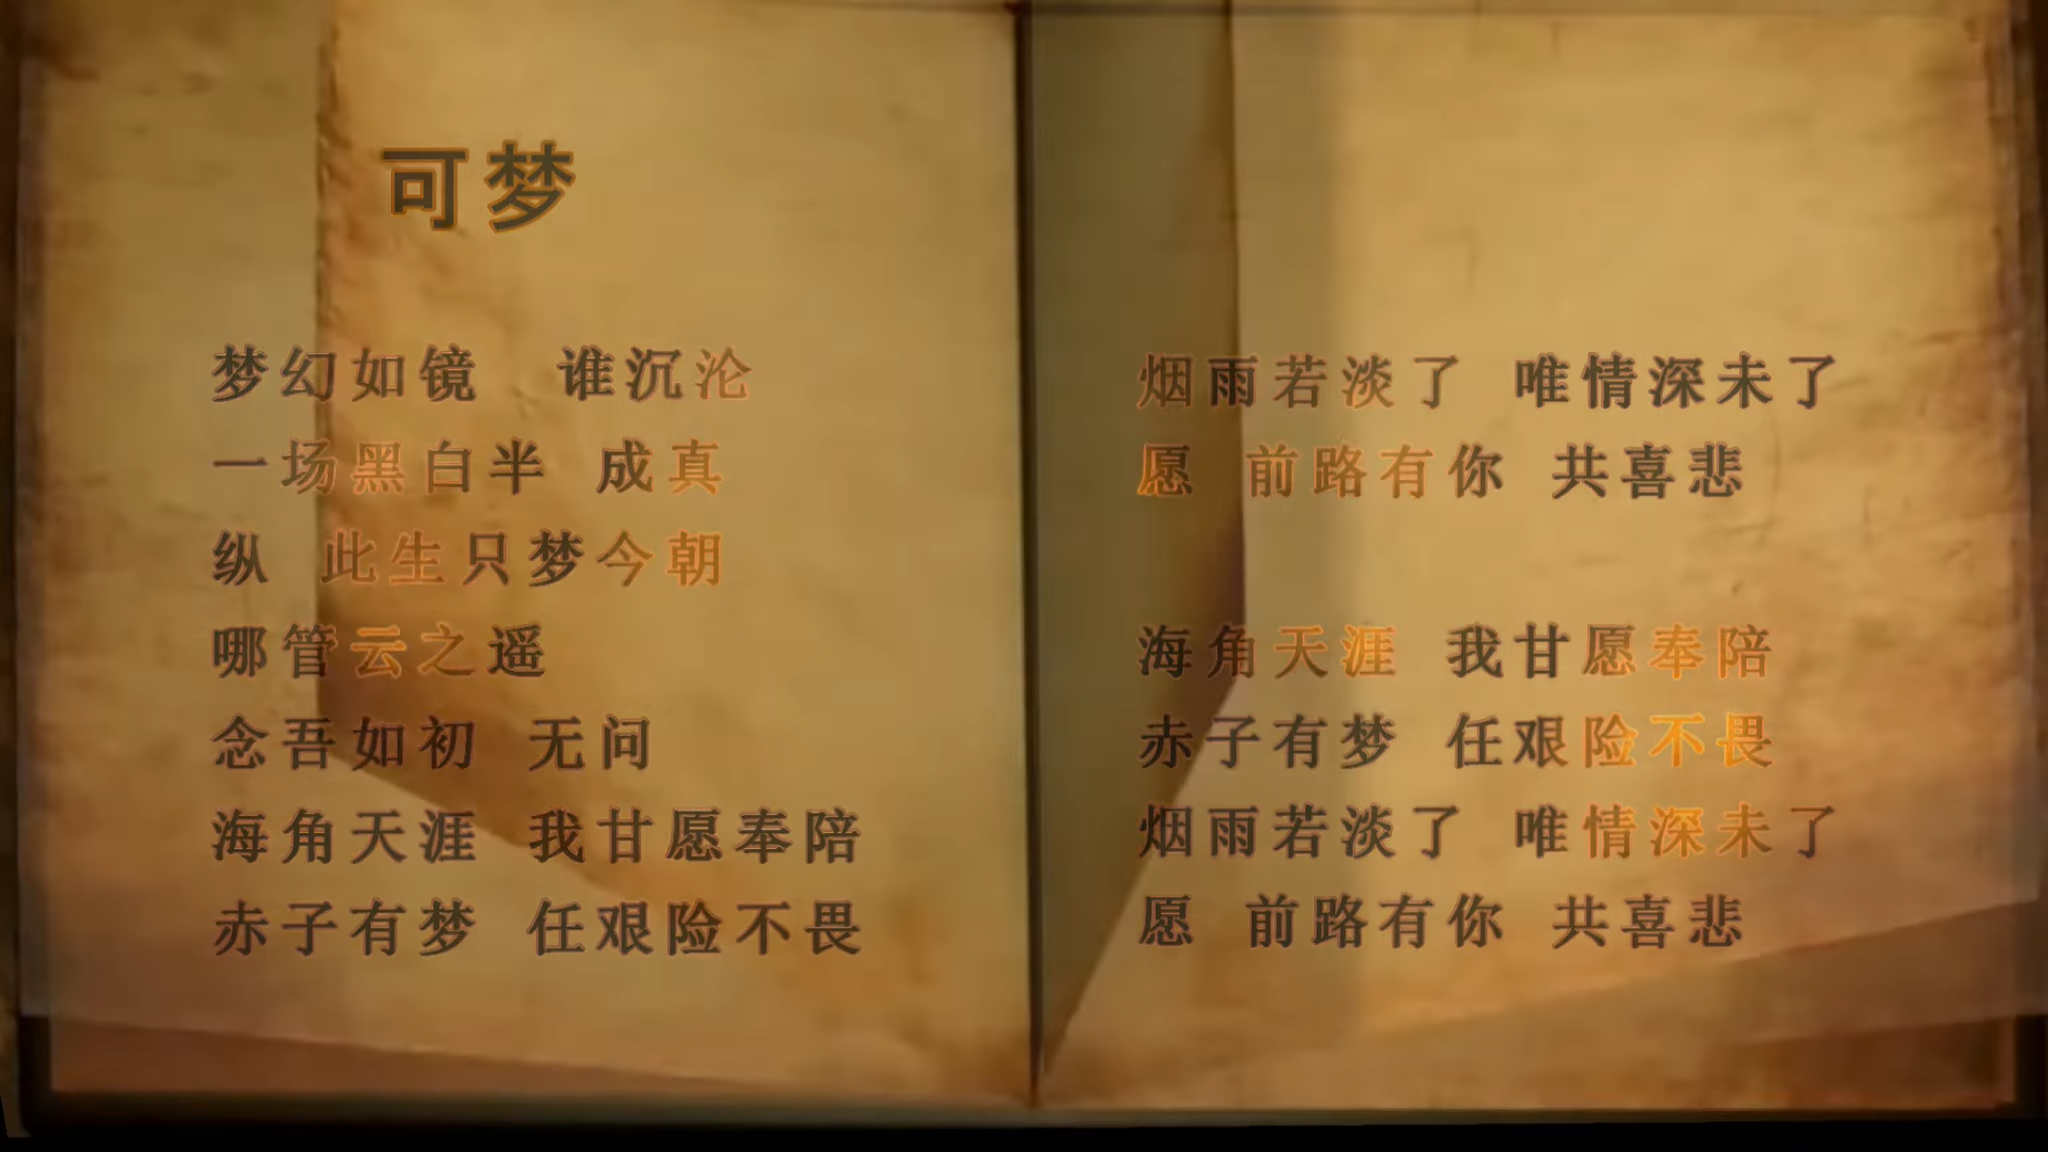 可梦
梦幻如镜 谁沉沦
一场黑白半 成真
纵 此生只梦今朝
哪管云之遥
念吾如初 无问
海角天涯 我甘愿奉陪
赤子有梦 任艰险不畏
烟雨若淡了 唯情深未了
愿 前路有你 共喜悲
海角天涯 我甘愿奉陪
赤子有梦 任艰险不畏
烟雨若淡了 唯情深未了
愿 前路有你 共喜悲